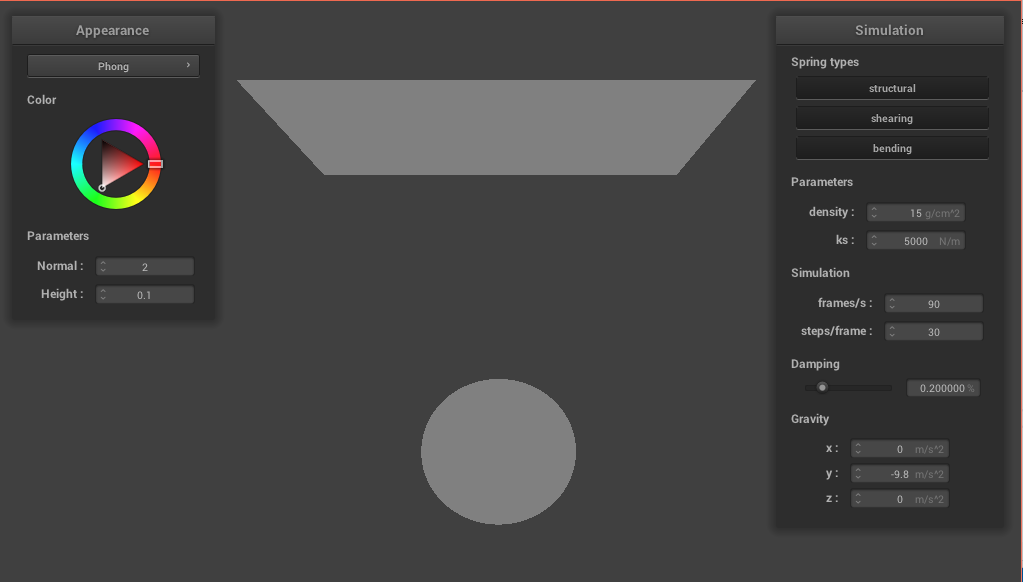 Appearance
Phong
Color
Parameters
Normal : 2
Height : 0.1
Simulation
Spring types
structural
shearing
bending
Parameters
density : 15 g/cm^2
ks : 5000 N/m
Simulation
frames/s : 90
steps/frame : 30
Damping
0.200000 %
Gravity
x : 0 m/s^2
y : -9.8 m/s^2
z : 0 m/s^2